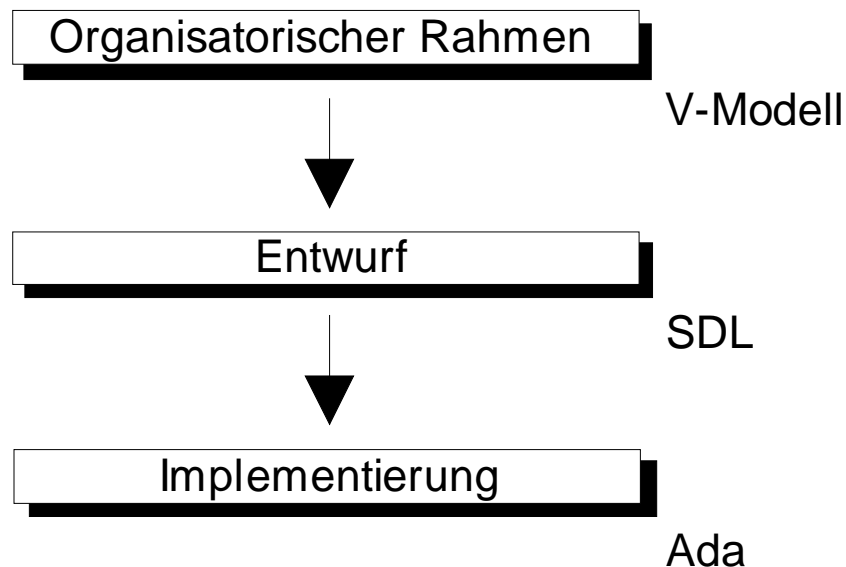 Organisatorischer Rahmen
V-Modell
Entwurf
SDL
Implementierung
Ada